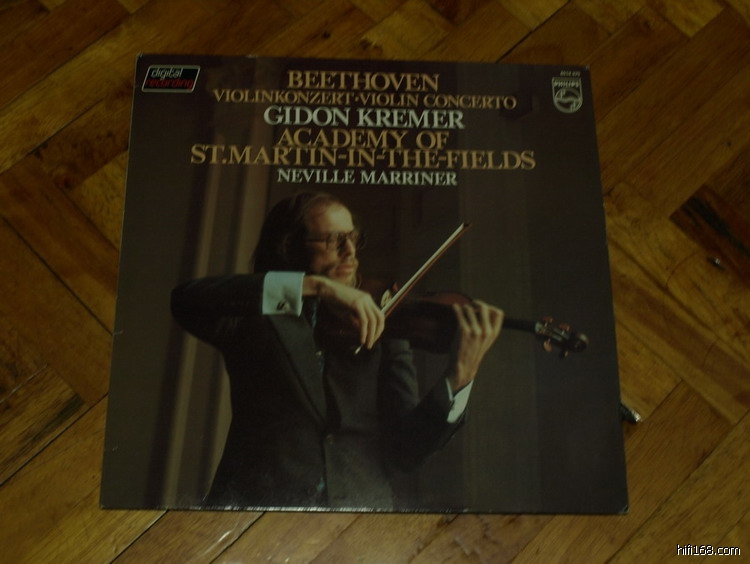 digital
recording
BEETHOVEN
VIOLINKONZERT·VIOLIN CONCERTO
GIDON KREMER
ACADEMY OF
ST.MARTIN-IN-THE-FIELDS
NEVILLE MARRINER
PHILIPS
hifi168.com